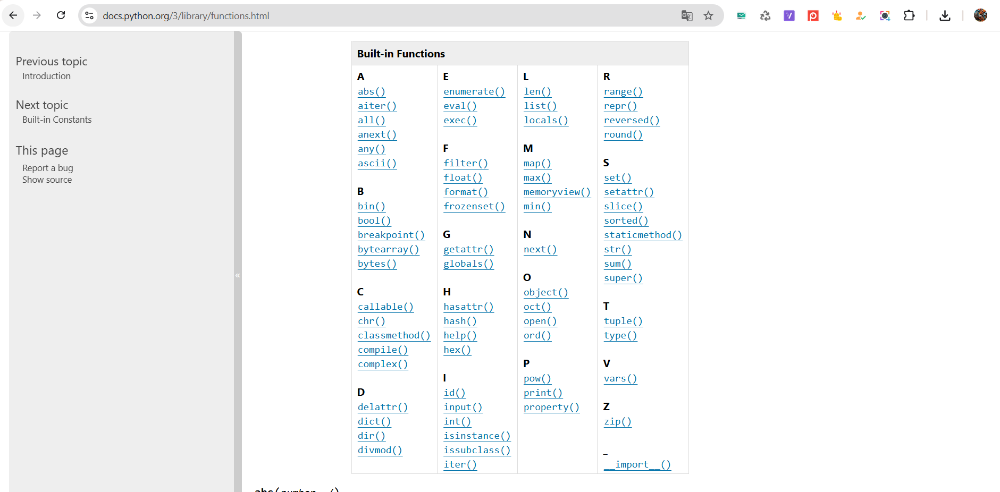 docs.python.org/3/library/functions.html
Previous topic
Introduction
Next topic
Built-in Constants
This page
Report a bug
Show source
«
Built-in Functions
A
abs()
aiter()
all()
anext()
any()
ascii()
B
bin()
bool()
breakpoint()
bytearray()
bytes()
C
callable()
chr()
classmethod()
compile()
complex()
D
delattr()
dict()
dir()
divmod()
E
enumerate()
eval()
exec()
F
filter()
float()
format()
frozenset()
G
getattr()
globals()
H
hasattr()
hash()
help()
hex()
I
id()
input()
int()
isinstance()
issubclass()
iter()
L
len()
list()
locals()
M
map()
max()
memoryview()
min()
N
next()
O
object()
oct()
open()
ord()
P
pow()
print()
property()
R
range()
repr()
reversed()
round()
S
set()
setattr()
slice()
sorted()
staticmethod()
str()
sum()
super()
T
tuple()
type()
V
vars()
Z
zip()
_
__import__()